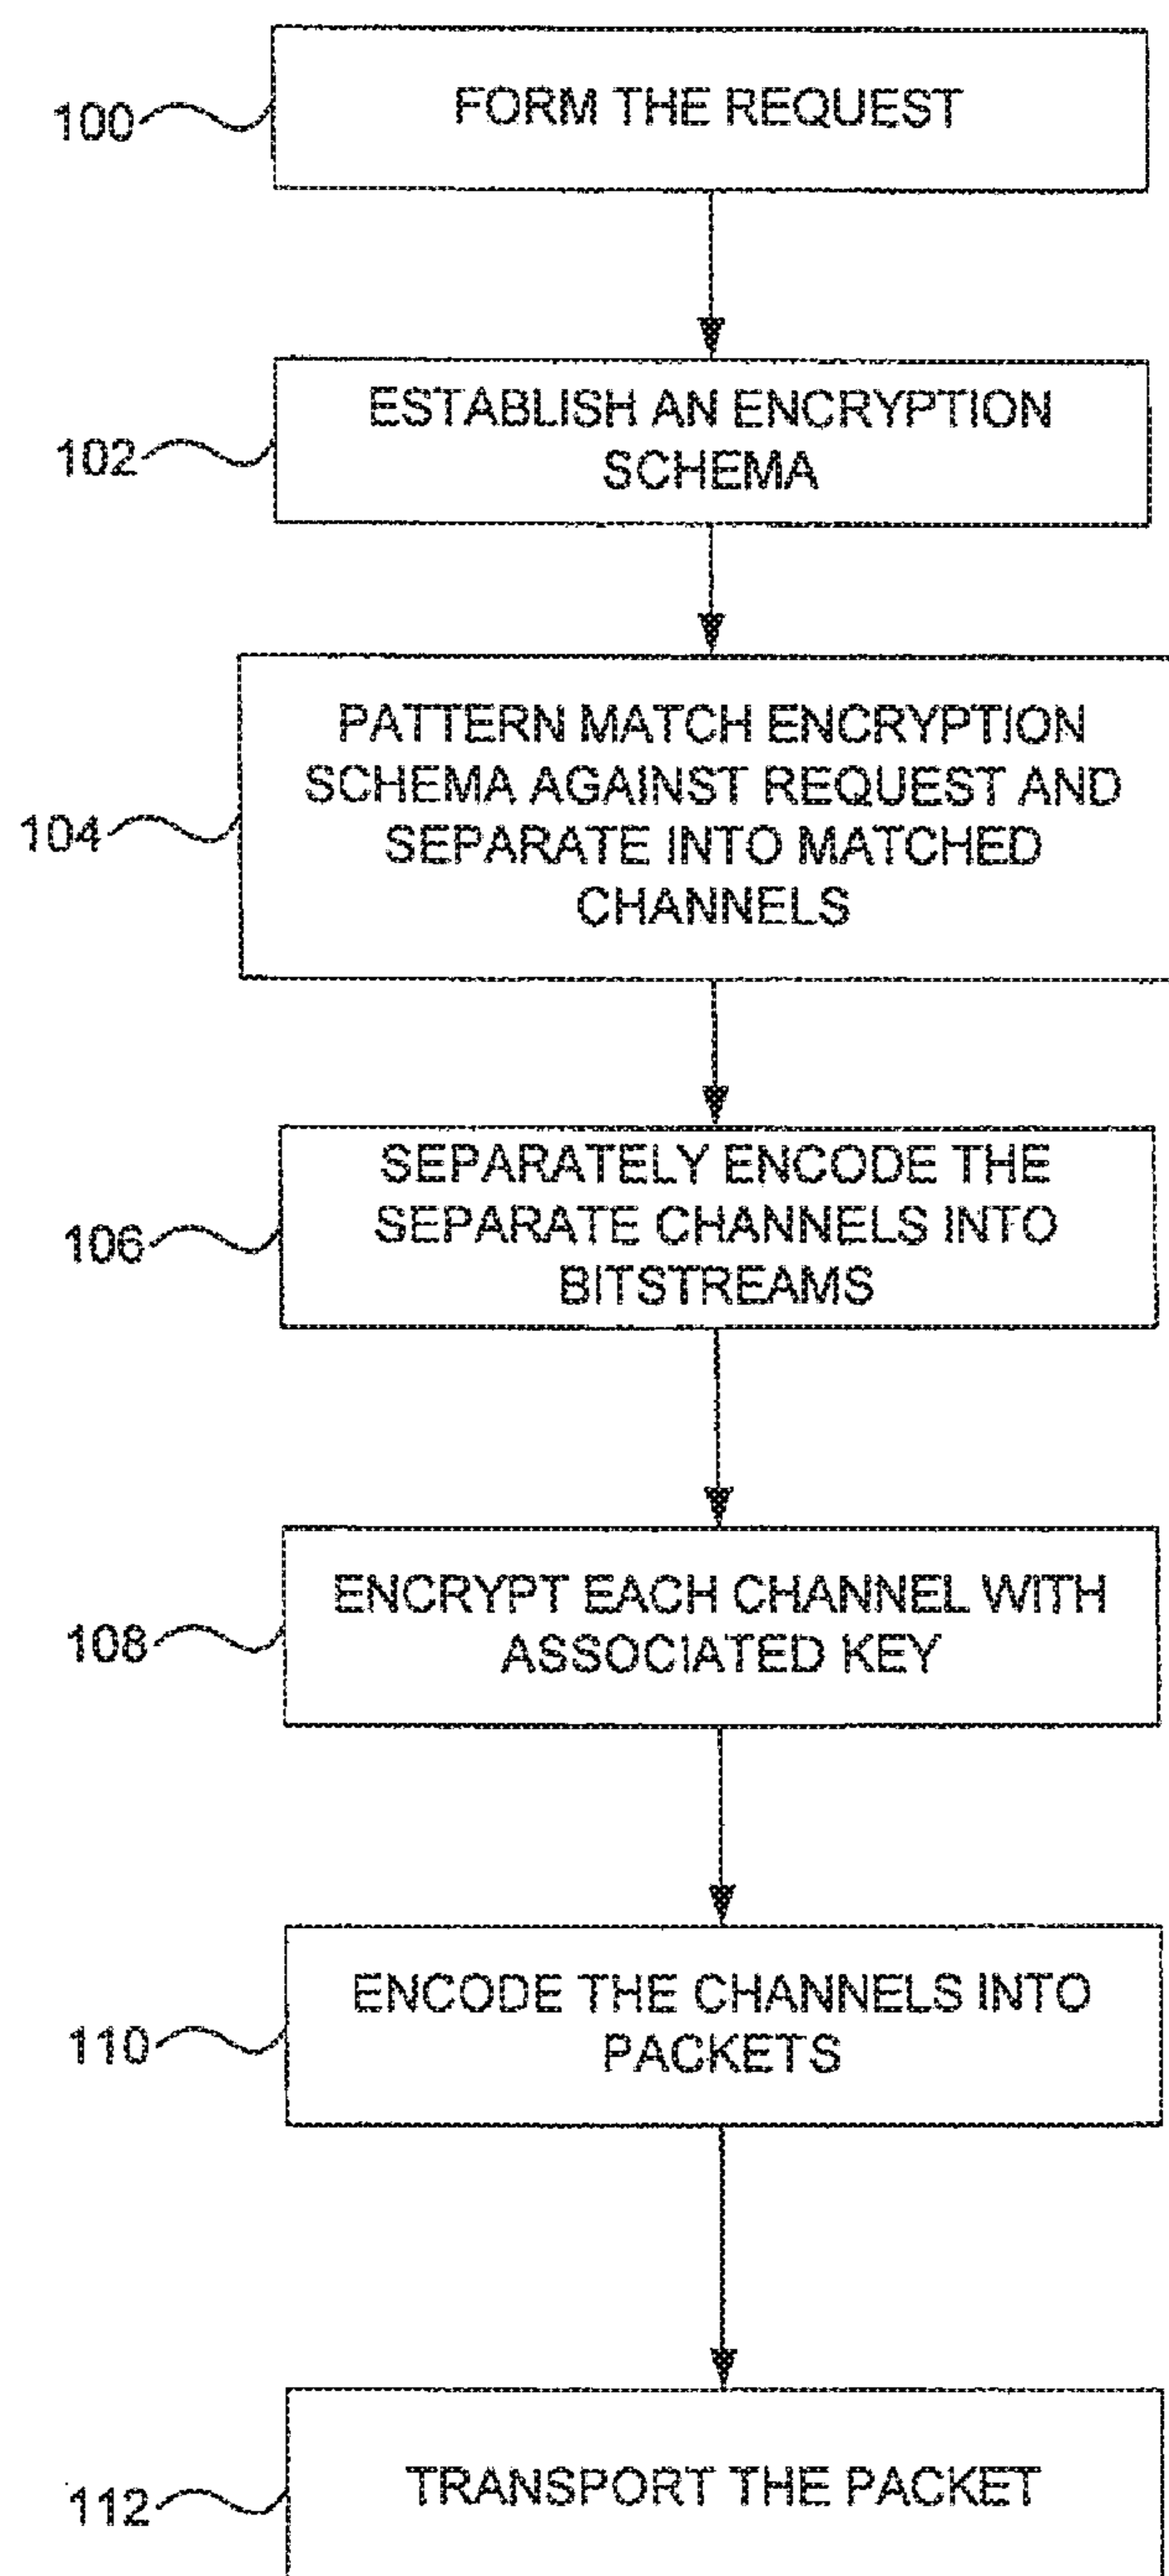 100
FORM THE REQUEST
102
ESTABLISH AN ENCRYPTION
SCHEMA
104
PATTERN MATCH ENCRYPTION
SCHEMA AGAINST REQUEST AND
SEPARATE INTO MATCHED
CHANNELS
106
SEPARATELY ENCODE THE
SEPARATE CHANNELS INTO
BITSTREAMS
108
ENCRYPT EACH CHANNEL WITH
ASSOCIATED KEY
110
ENCODE THE CHANNELS INTO
PACKETS
112
TRANSPORT THE PACKET